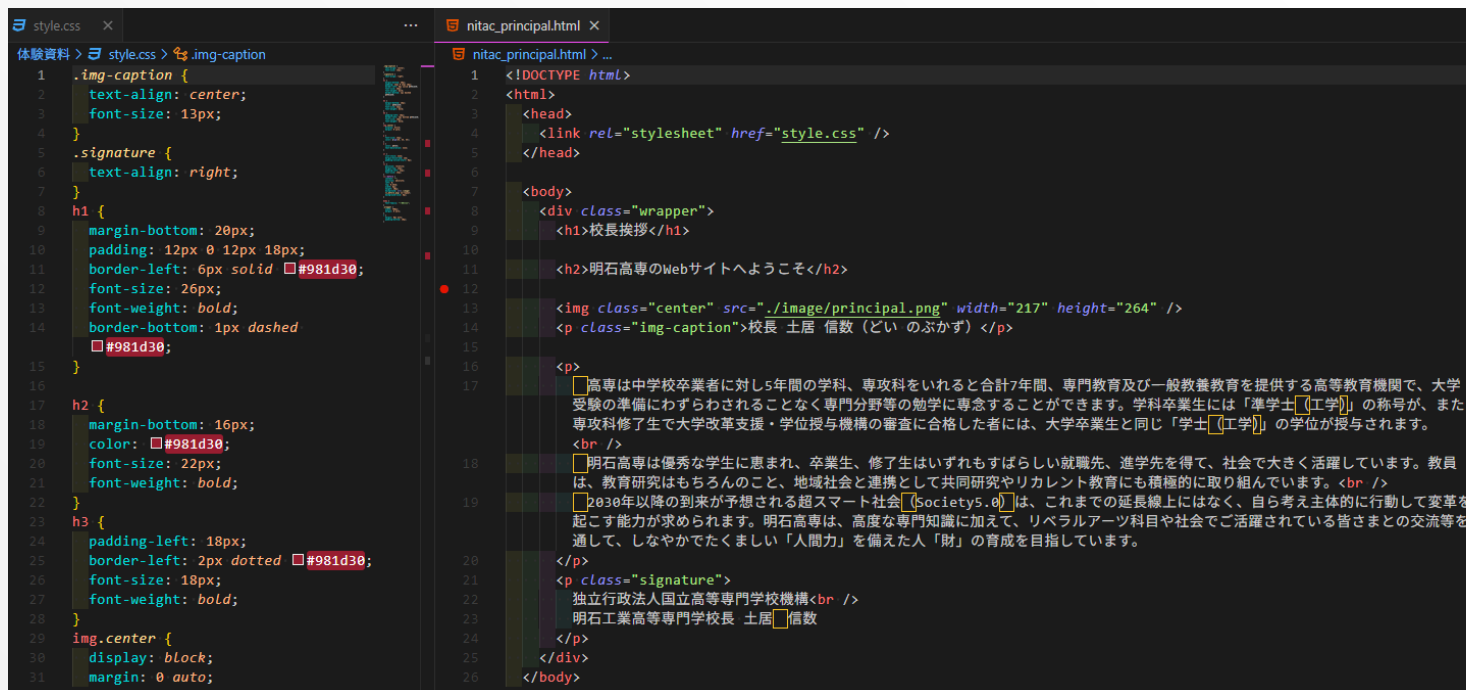 style.css ×
体験資料 > style.css > .img-caption
1 .img-caption {
2 text-align: center;
3 font-size: 13px;
4 }
5 .signature {
6 text-align: right;
7 }
8 h1 {
9 margin-bottom: 20px;
10 padding: 12px 0 12px 18px;
11 border-left: 6px solid #981d30;
12 font-size: 26px;
13 font-weight: bold;
14 border-bottom: 1px dashed
#981d30;
15 }
16
17 h2 {
18 margin-bottom: 16px;
19 color: #981d30;
20 font-size: 22px;
21 font-weight: bold;
22 }
23 h3 {
24 padding-left: 18px;
25 border-left: 2px dotted #981d30;
26 font-size: 18px;
27 font-weight: bold;
28 }
29 img.center {
30 display: block;
31 margin: 0 auto;
nitac_principal.html ×
nitac_principal.html > ...
1 <!DOCTYPE html>
2 <html>
3 <head>
4 <link rel="stylesheet" href="style.css" />
5 </head>
6
7 <body>
8 <div class="wrapper">
9 <h1>校長挨拶</h1>
10
11 <h2>明石高専のWebサイトへようこそ</h2>
12
13 <img class="center" src="./image/principal.png" width="217" height="264" />
14 <p class="img-caption">校長 土居 信数（どい のぶかず）</p>
15
16 <p>
17 　高専は中学校卒業者に対し5年間の学科、専攻科をいれると合計7年間、専門教育及び一般教養教育を提供する高等教育機関で、大学
受験の準備にわずらわされることなく専門分野等の勉学に専念することができます。学科卒業生には「準学士（工学）」の称号が、また
専攻科修了生で大学改革支援・学位授与機構の審査に合格した者には、大学卒業生と同じ「学士（工学）」の学位が授与されます。
<br />
18 　明石高専は優秀な学生に恵まれ、卒業生、修了生はいずれもすばらしい就職先、進学先を得て、社会で大きく活躍しています。教員
は、教育研究はもちろんのこと、地域社会と連携として共同研究やリカレント教育にも積極的に取り組んでいます。<br />
19 　2030年以降の到来が予想される超スマート社会（Society5.0）は、これまでの延長線上にはなく、自ら考え主体的に行動して変革を
起こす能力が求められます。明石高専は、高度な専門知識に加えて、リベラルアーツ科目や社会でご活躍されている皆さまとの交流等を
通して、しなやかでたくましい「人間力」を備えた人「財」の育成を目指しています。
20 </p>
21 <p class="signature">
22 独立行政法人国立高等専門学校機構<br />
23 明石工業高等専門学校長 土居　信数
24 </p>
25 </div>
26 </body>